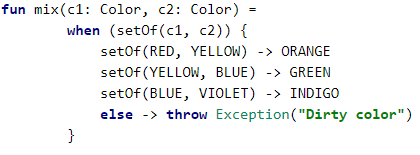 fun mix(c1: Color, c2: Color) =
        when (setOf(c1, c2)) {
            setOf(RED, YELLOW) -> ORANGE
            setOf(YELLOW, BLUE) -> GREEN
            setOf(BLUE, VIOLET) -> INDIGO
            else -> throw Exception("Dirty color")
        }